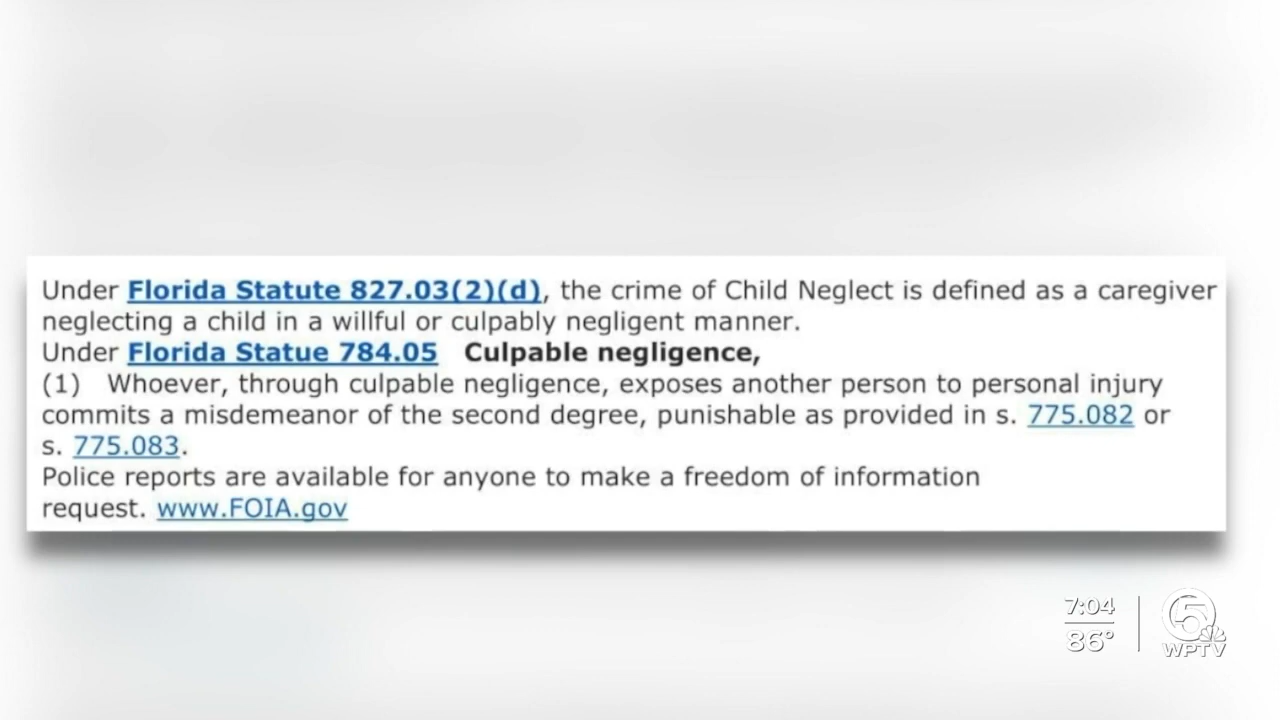 Under Florida Statute 827.03(2)(d), the crime of Child Neglect is defined as a caregiver
neglecting a child in a willful or culpably negligent manner.
Under Florida Statue 784.05 Culpable negligence,
(1) Whoever, through culpable negligence, exposes another person to personal injury
commits a misdemeanor of the second degree, punishable as provided in s. 775.082 or
s. 775.083.
Police reports are available for anyone to make a freedom of information
request. www.FOIA.gov
7:04
86°
5
WPTV